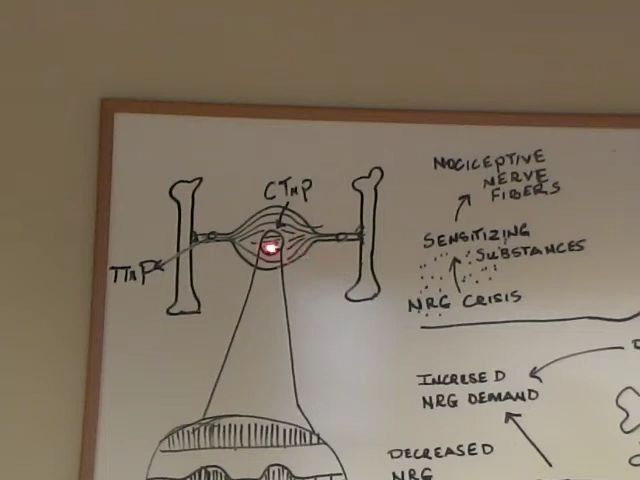 CTrP
TTrP
NOCICEPTIVE
NERVE
FIBERS
SENSITIZING
SUBSTANCES
NRG CRISIS
INCRESED
NRG DEMAND
DECREASED
NRG